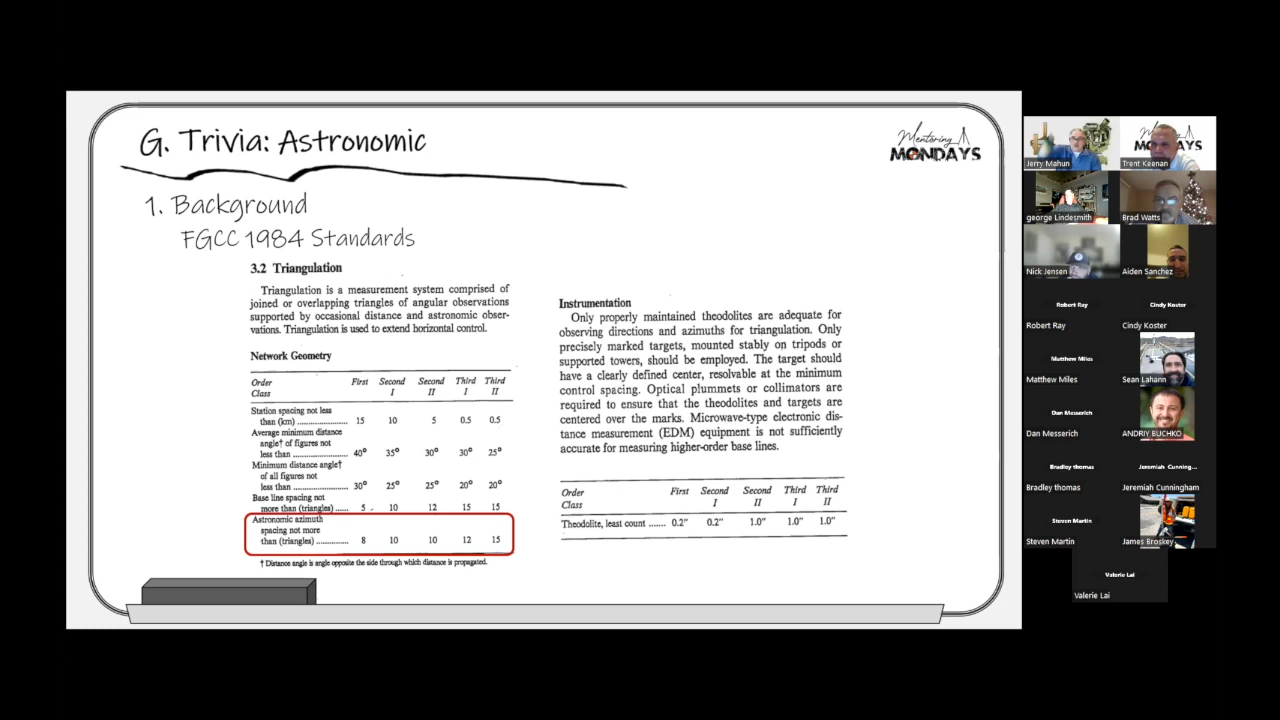 G. Trivia: Astronomic
Mentoring
MONDAYS
1. Background
FGCC 1984 Standards
3.2 Triangulation
Triangulation is a measurement system comprised of
joined or overlapping triangles of angular observations
supported by occasional distance and astronomic obser-
vations. Triangulation is used to extend horizontal control.
Network Geometry
Order First Second Second Third Third
Class I II I II
Station spacing not less
than (km) ............... 15 10 5 0.5 0.5
Average minimum distance
angle† of figures not
less than ................ 40° 35° 30° 30° 25°
Minimum distance angle†
of all figures not
less than ................ 30° 25° 25° 20° 20°
Base line spacing not
more than (triangles) ..... 5 10 12 15 15
Astronomic azimuth
spacing not more
than (triangles) ........... 8 10 10 12 15
† Distance angle is angle opposite the side through which distance is propagated.
Instrumentation
Only properly maintained theodolites are adequate for
observing directions and azimuths for triangulation. Only
precisely marked targets, mounted stably on tripods or
supported towers, should be employed. The target should
have a clearly defined center, resolvable at the minimum
control spacing. Optical plummets or collimators are
required to ensure that the theodolites and targets are
centered over the marks. Microwave-type electronic dis-
tance measurement (EDM) equipment is not sufficiently
accurate for measuring higher-order base lines.
Order First Second Second Third Third
Class I II I II
Theodolite, least count ...... 0.2" 0.2" 1.0" 1.0" 1.0"
Jerry Mahun
Mentoring
MONDAYS
Trent Keenan
george Lindesmith
Brad Watts
Nick Jensen
Aiden Sanchez
Robert Ray
Robert Ray
Cindy Koster
Cindy Koster
Matthew Miles
Matthew Miles
Sean Lahann
Dan Messerich
Dan Messerich
ANDRIY BUCHKO
Bradley thomas
Bradley thomas
Jeremiah Cunning...
Jeremiah Cunningham
Steven Martin
Steven Martin
James Broskey
Valerie Lai
Valerie Lai